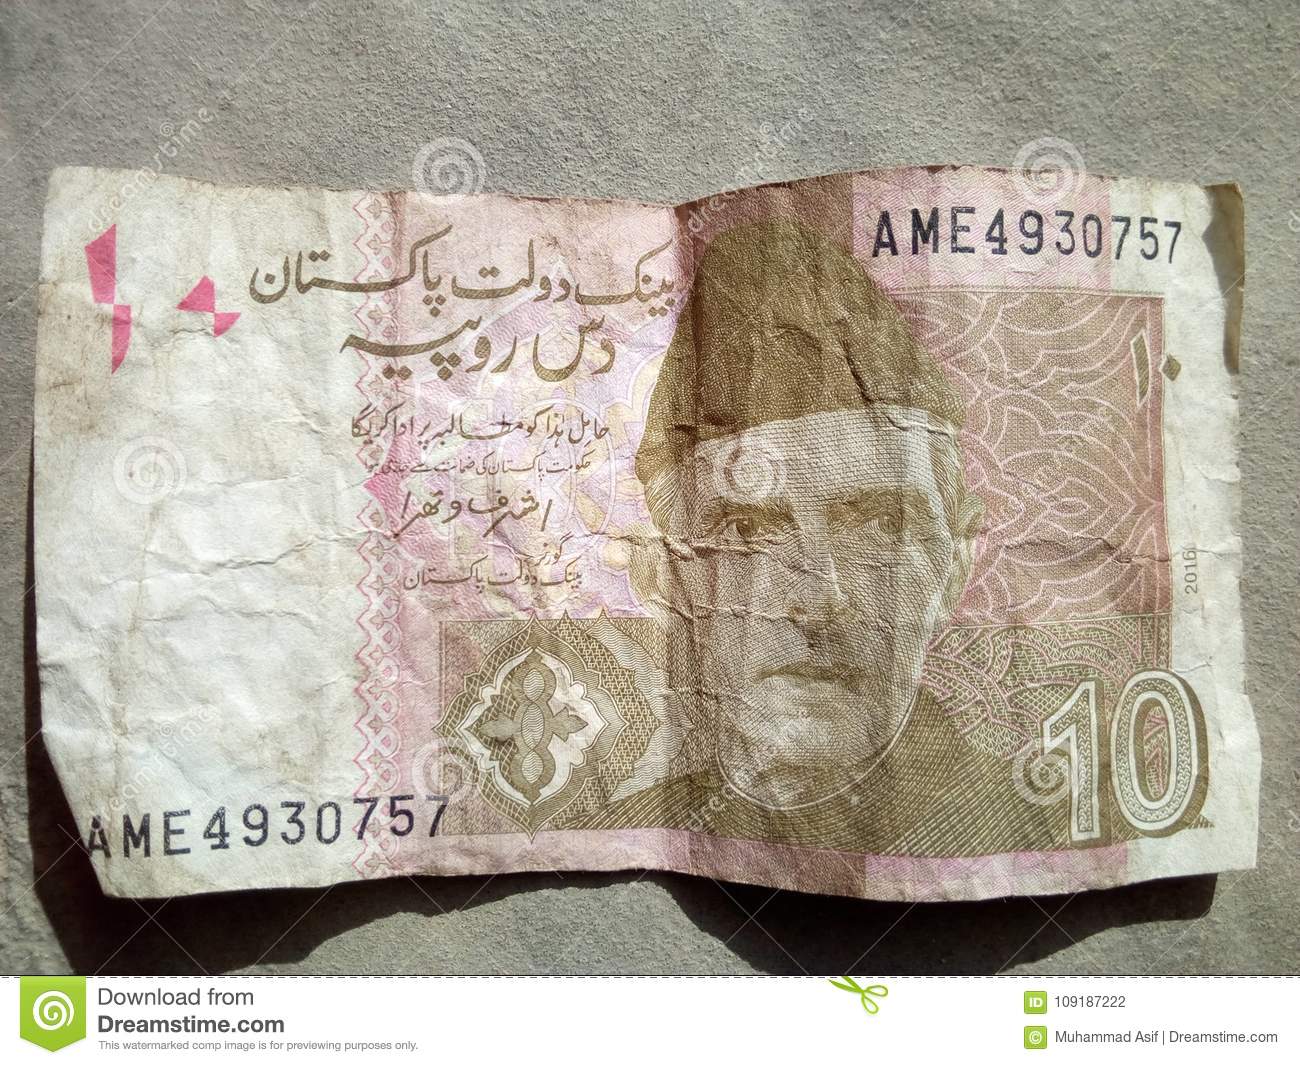 AME4930757
۱۰
بینک دولت پاکستان
دس روپیہ
۱۰
حامل ہٰذا کو مطالبہ پر ادا کریگا
حکومت پاکستان کی ضمانت سے جاری ہوا
اشرف وتھرا
گورنر
بینک دولت پاکستان
2016
10
AME4930757
dreamstime
Download from
Dreamstime.com
This watermarked comp image is for previewing purposes only.
ID 109187222
© Muhammad Asif | Dreamstime.com